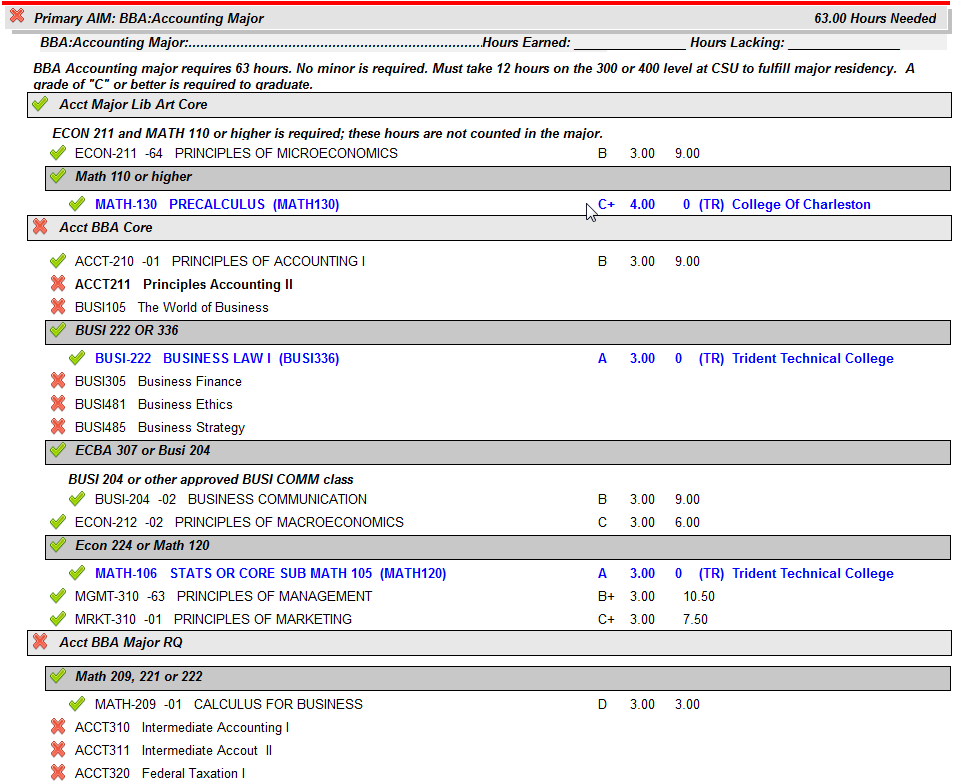 Primary AIM: BBA:Accounting Major 63.00 Hours Needed
BBA:Accounting Major:.................................................................................Hours Earned: _______________ Hours Lacking: _______________
BBA Accounting major requires 63 hours. No minor is required. Must take 12 hours on the 300 or 400 level at CSU to fulfill major residency. A
grade of "C" or better is required to graduate.
Acct Major Lib Art Core
ECON 211 and MATH 110 or higher is required; these hours are not counted in the major.
ECON-211 -64 PRINCIPLES OF MICROECONOMICS B 3.00 9.00
Math 110 or higher
MATH-130 PRECALCULUS (MATH130) C+ 4.00 0 (TR) College Of Charleston
Acct BBA Core
ACCT-210 -01 PRINCIPLES OF ACCOUNTING I B 3.00 9.00
ACCT211 Principles Accounting II
BUSI105 The World of Business
BUSI 222 OR 336
BUSI-222 BUSINESS LAW I (BUSI336) A 3.00 0 (TR) Trident Technical College
BUSI305 Business Finance
BUSI481 Business Ethics
BUSI485 Business Strategy
ECBA 307 or Busi 204
BUSI 204 or other approved BUSI COMM class
BUSI-204 -02 BUSINESS COMMUNICATION B 3.00 9.00
ECON-212 -02 PRINCIPLES OF MACROECONOMICS C 3.00 6.00
Econ 224 or Math 120
MATH-106 STATS OR CORE SUB MATH 105 (MATH120) A 3.00 0 (TR) Trident Technical College
MGMT-310 -63 PRINCIPLES OF MANAGEMENT B+ 3.00 10.50
MRKT-310 -01 PRINCIPLES OF MARKETING C+ 3.00 7.50
Acct BBA Major RQ
Math 209, 221 or 222
MATH-209 -01 CALCULUS FOR BUSINESS D 3.00 3.00
ACCT310 Intermediate Accounting I
ACCT311 Intermediate Accout II
ACCT320 Federal Taxation I